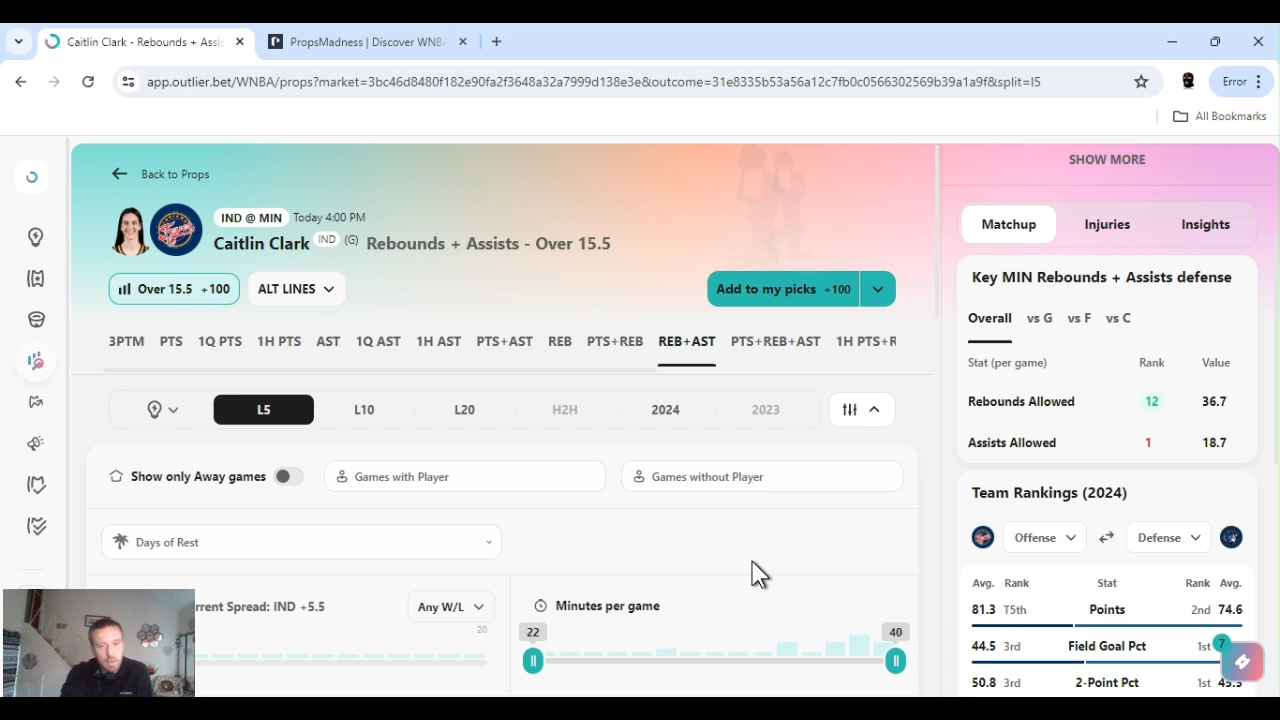 Caitlin Clark - Rebounds + Assis
PropsMadness | Discover WNBA
app.outlier.bet/WNBA/props?market=3bc46d8480f182e90fa2f3648a32a7999d138e3e&outcome=31e8335b53a56a12c7fb0c0566302569b39a1a9f&split=l5
Error
All Bookmarks
Back to Props
SHOW MORE
IND @ MIN Today 4:00 PM
Caitlin Clark IND (G) Rebounds + Assists - Over 15.5
Matchup Injuries Insights
Over 15.5 +100 ALT LINES
Add to my picks +100
Key MIN Rebounds + Assists defense
Overall vs G vs F vs C
3PTM PTS 1Q PTS 1H PTS AST 1Q AST 1H AST PTS+AST REB PTS+REB REB+AST PTS+REB+AST 1H PTS+R
Stat (per game) Rank Value
L5 L10 L20 H2H 2024 2023
Rebounds Allowed 12 36.7
Assists Allowed 1 18.7
Show only Away games
Games with Player
Games without Player
Team Rankings (2024)
Days of Rest
Offense Defense
Avg. Rank Stat Rank Avg.
rrent Spread: IND +5.5 Any W/L
20
Minutes per game
22 40
81.3 T5th Points 2nd 74.6
44.5 3rd Field Goal Pct 1st
7
50.8 3rd 2-Point Pct 1st 45.5